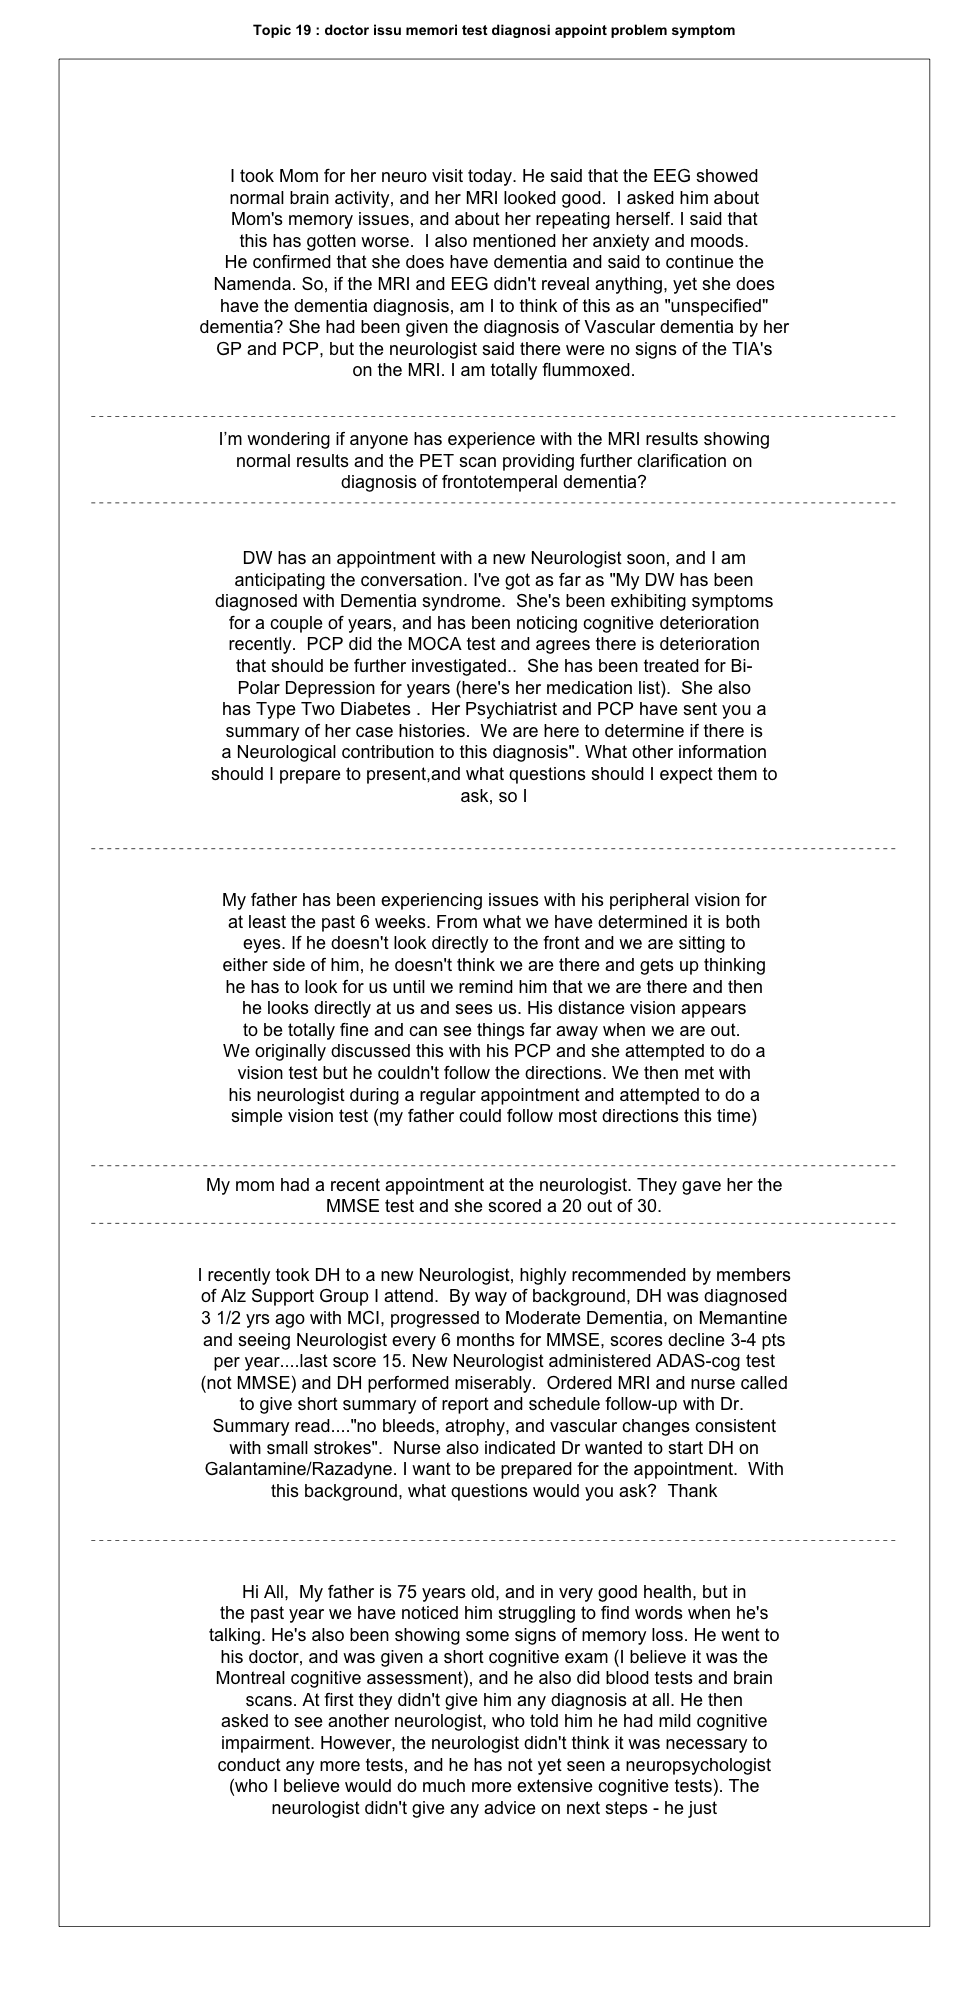 Topic 19 : doctor issu memori test diagnosi appoint problem symptom
I took Mom for her neuro visit today. He said that the EEG showed
normal brain activity, and her MRI looked good.  I asked him about
Mom's memory issues, and about her repeating herself. I said that
this has gotten worse.  I also mentioned her anxiety and moods.
He confirmed that she does have dementia and said to continue the
Namenda. So, if the MRI and EEG didn't reveal anything, yet she does
have the dementia diagnosis, am I to think of this as an "unspecified"
dementia? She had been given the diagnosis of Vascular dementia by her
GP and PCP, but the neurologist said there were no signs of the TIA's
on the MRI. I am totally flummoxed.
I’m wondering if anyone has experience with the MRI results showing
normal results and the PET scan providing further clarification on
diagnosis of frontotemperal dementia?
DW has an appointment with a new Neurologist soon, and I am
anticipating the conversation. I've got as far as "My DW has been
diagnosed with Dementia syndrome.  She's been exhibiting symptoms
for a couple of years, and has been noticing cognitive deterioration
recently.  PCP did the MOCA test and agrees there is deterioration
that should be further investigated..  She has been treated for Bi-
Polar Depression for years (here's her medication list).  She also
has Type Two Diabetes .  Her Psychiatrist and PCP have sent you a
summary of her case histories.  We are here to determine if there is
a Neurological contribution to this diagnosis". What other information
should I prepare to present,and what questions should I expect them to
ask, so I
My father has been experiencing issues with his peripheral vision for
at least the past 6 weeks. From what we have determined it is both
eyes. If he doesn't look directly to the front and we are sitting to
either side of him, he doesn't think we are there and gets up thinking
he has to look for us until we remind him that we are there and then
he looks directly at us and sees us. His distance vision appears
to be totally fine and can see things far away when we are out.
We originally discussed this with his PCP and she attempted to do a
vision test but he couldn't follow the directions. We then met with
his neurologist during a regular appointment and attempted to do a
simple vision test (my father could follow most directions this time)
My mom had a recent appointment at the neurologist. They gave her the
MMSE test and she scored a 20 out of 30.
I recently took DH to a new Neurologist, highly recommended by members
of Alz Support Group I attend.  By way of background, DH was diagnosed
3 1/2 yrs ago with MCI, progressed to Moderate Dementia, on Memantine
and seeing Neurologist every 6 months for MMSE, scores decline 3-4 pts
per year....last score 15. New Neurologist administered ADAS-cog test
(not MMSE) and DH performed miserably.  Ordered MRI and nurse called
to give short summary of report and schedule follow-up with Dr.
Summary read...."no bleeds, atrophy, and vascular changes consistent
with small strokes".  Nurse also indicated Dr wanted to start DH on
Galantamine/Razadyne. I want to be prepared for the appointment.  With
this background, what questions would you ask?  Thank
Hi All,  My father is 75 years old, and in very good health, but in
the past year we have noticed him struggling to find words when he's
talking. He's also been showing some signs of memory loss. He went to
his doctor, and was given a short cognitive exam (I believe it was the
Montreal cognitive assessment), and he also did blood tests and brain
scans. At first they didn't give him any diagnosis at all. He then
asked to see another neurologist, who told him he had mild cognitive
impairment. However, the neurologist didn't think it was necessary to
conduct any more tests, and he has not yet seen a neuropsychologist
(who I believe would do much more extensive cognitive tests). The
neurologist didn't give any advice on next steps - he just